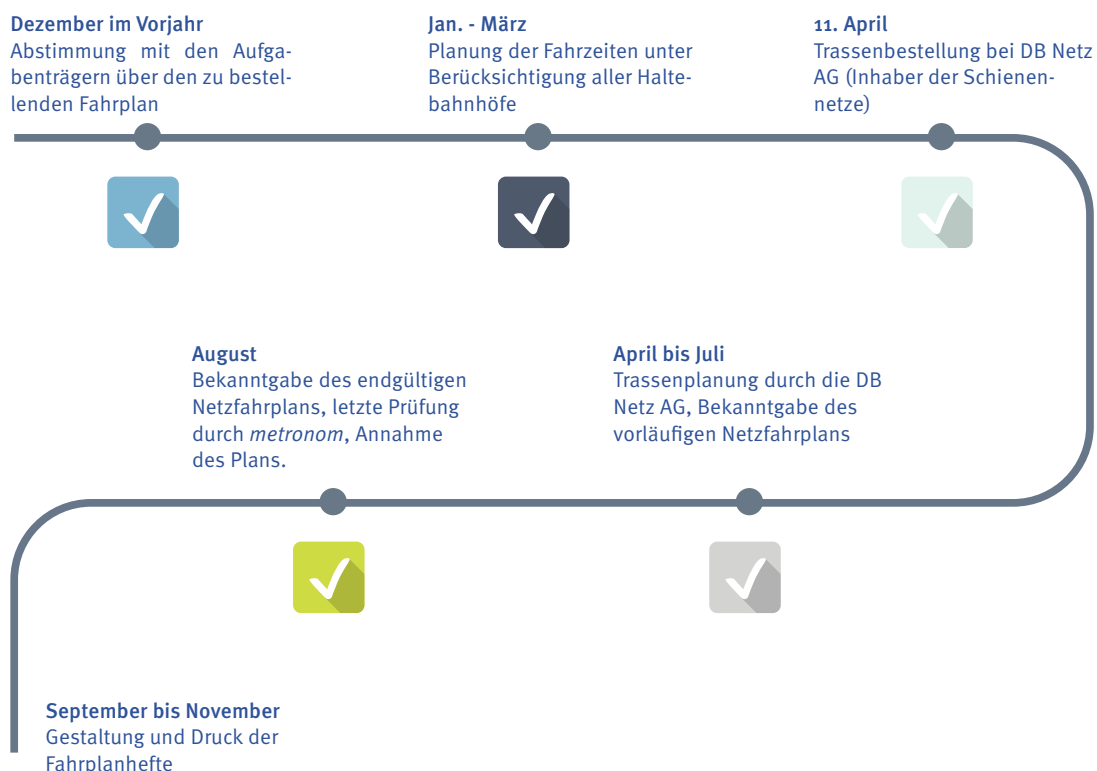 Dezember im Vorjahr
Abstimmung mit den Aufga-
benträgern über den zu bestel-
lenden Fahrplan
Jan. - März
Planung der Fahrzeiten unter
Berücksichtigung aller Halte-
bahnhöfe
11. April
Trassenbestellung bei DB Netz
AG (Inhaber der Schienen-
netze)
April bis Juli
Trassenplanung durch die DB
Netz AG, Bekanntgabe des
vorläufigen Netzfahrplans
August
Bekanntgabe des endgültigen
Netzfahrplans, letzte Prüfung
durch metronom, Annahme
des Plans.
September bis November
Gestaltung und Druck der
Fahrplanhefte